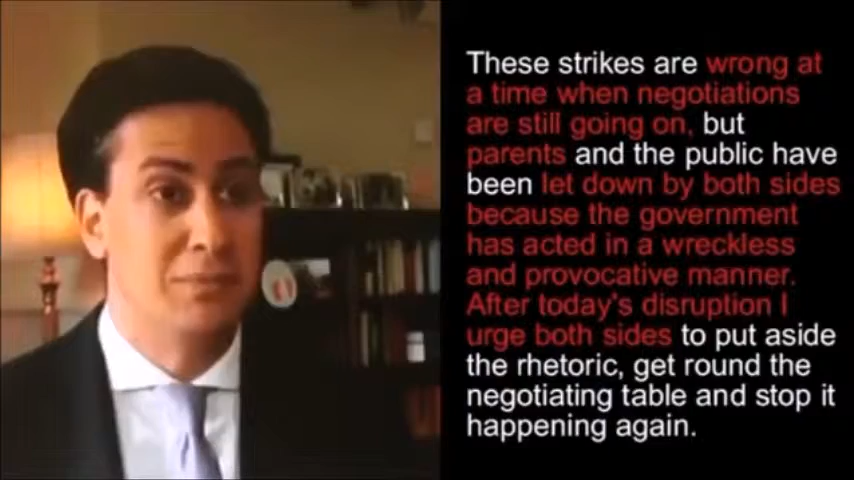 These strikes are wrong at
a time when negotiations
are still going on, but
parents and the public have
been let down by both sides
because the government
has acted in a wreckless
and provocative manner.
After today's disruption I
urge both sides to put aside
the rhetoric, get round the
negotiating table and stop it
happening again.